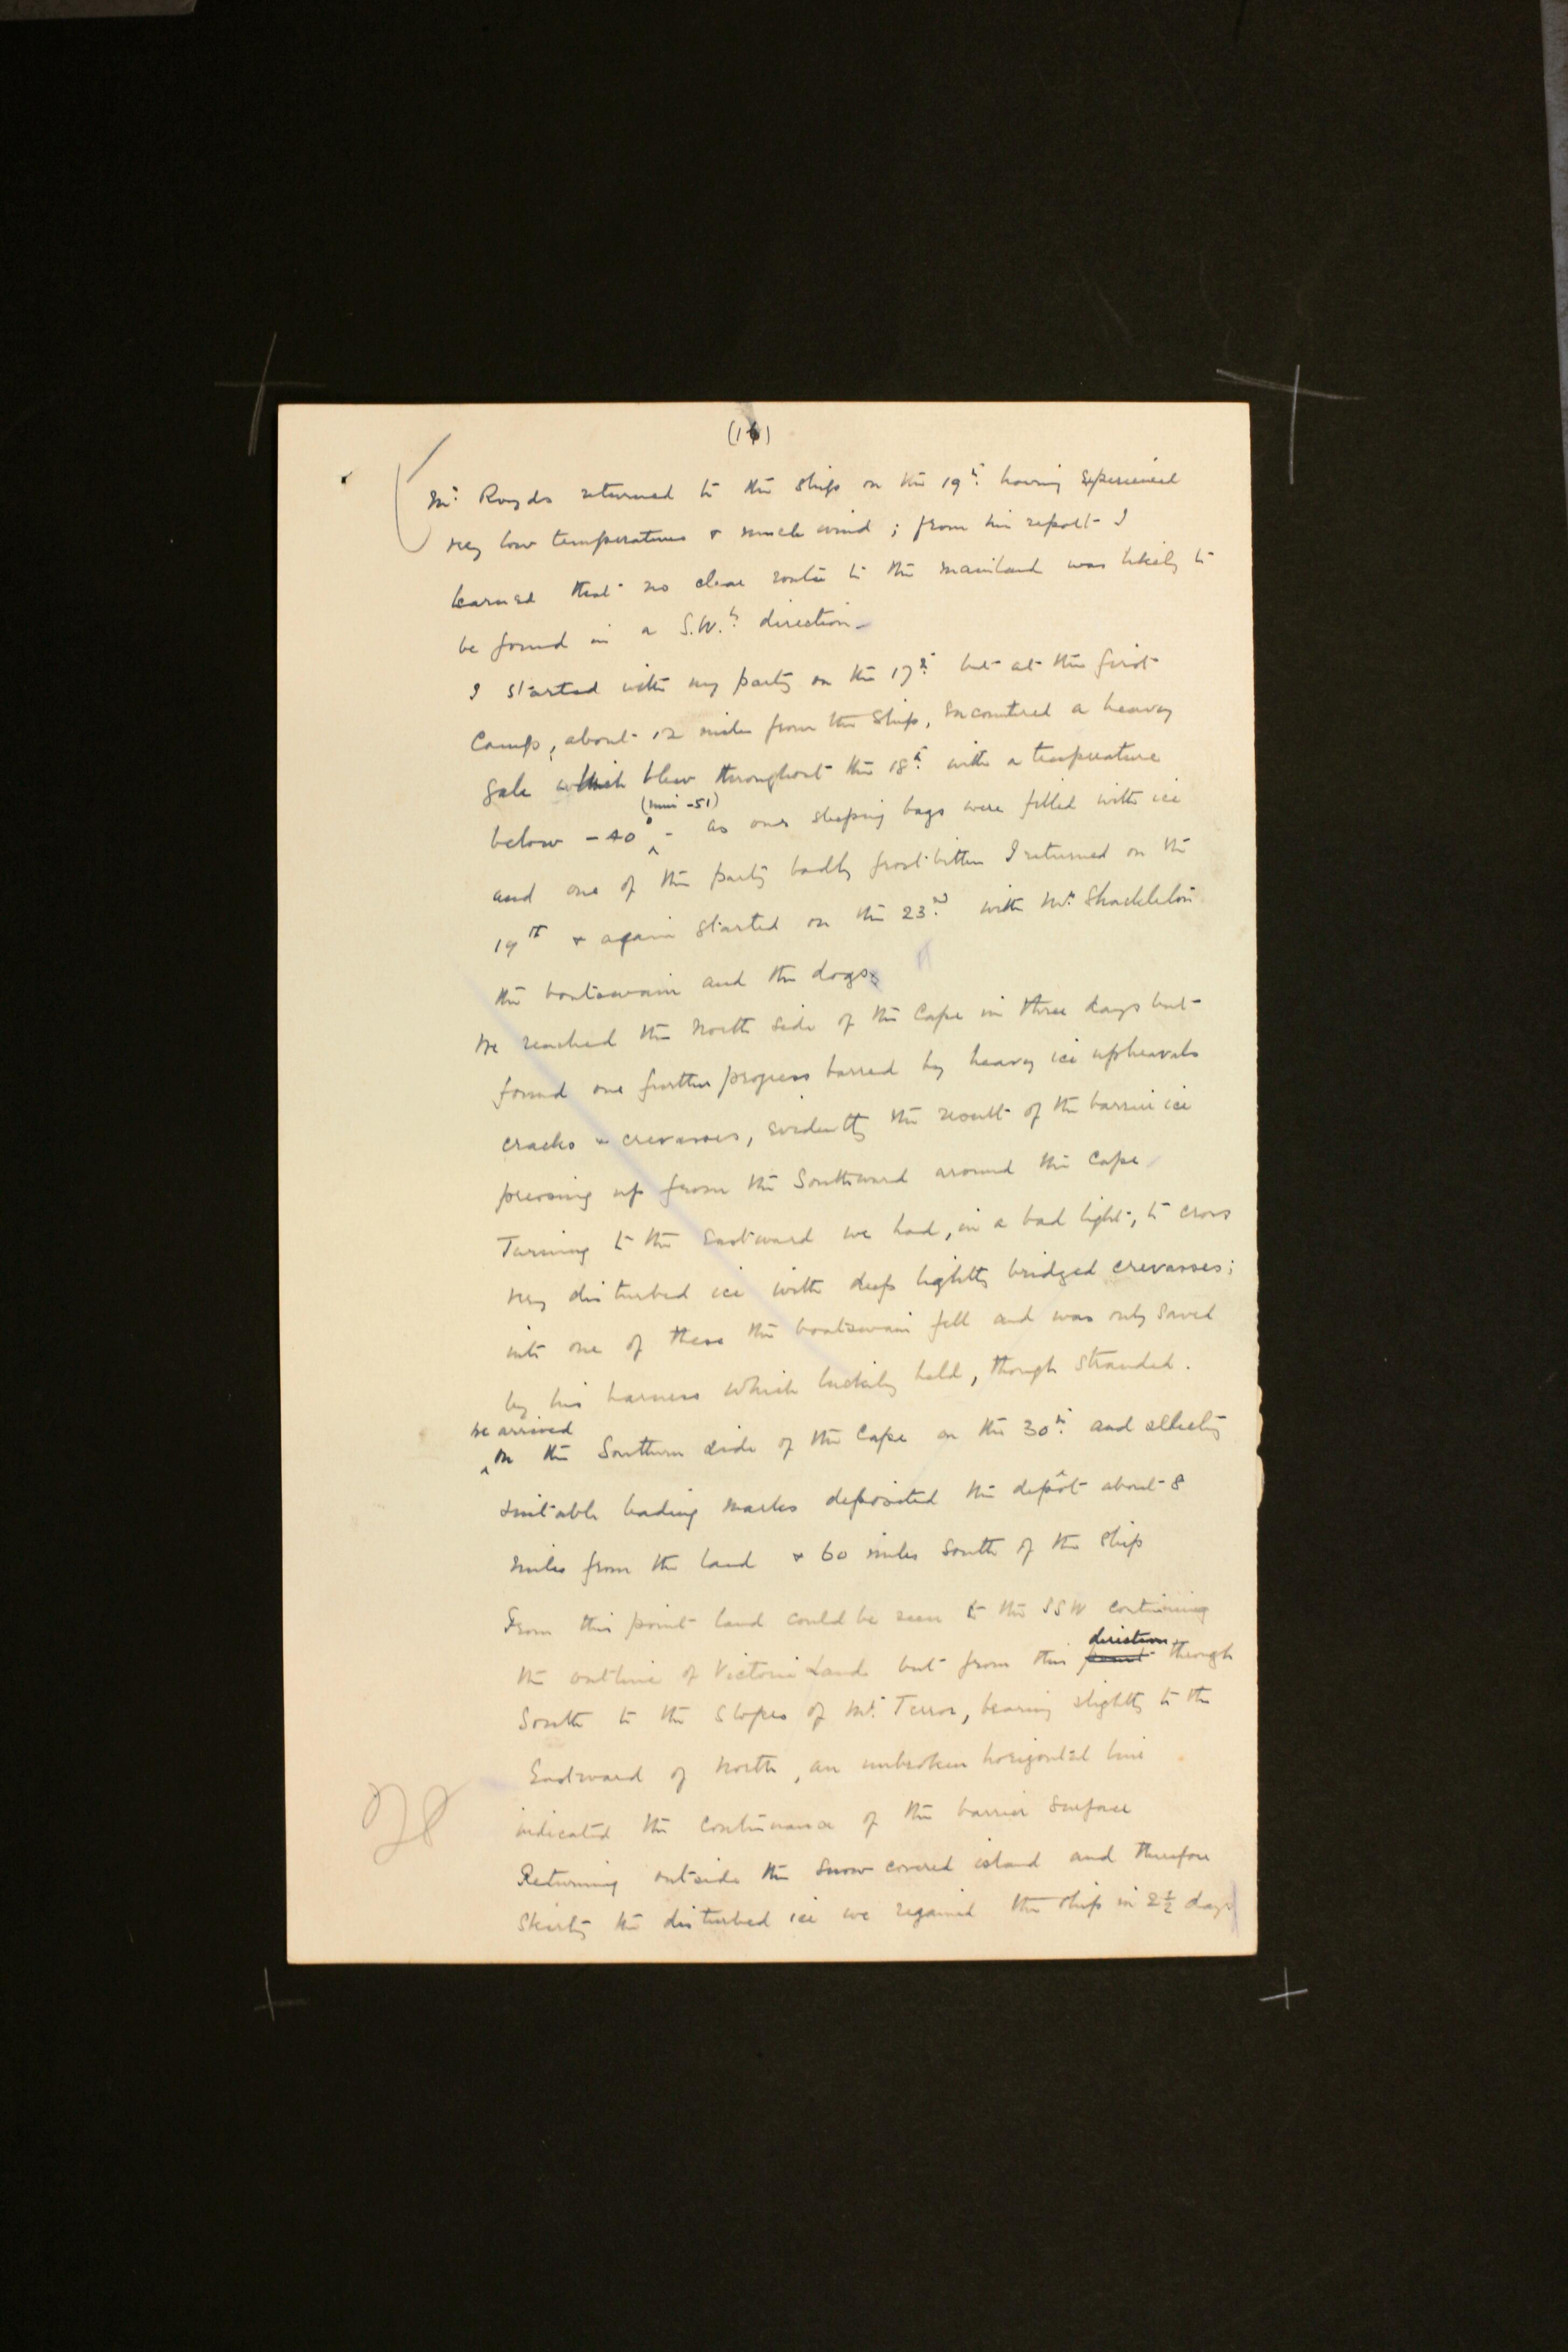 (16)
Mr. Royds returned to the ship on the 19th. having experienced
very low temperatures & much wind; from his report I
learned that no clear route to the mainland was likely to
be found in a S.W.ly direction-
I started with my party on the 17th. but at the first
Camp, about 12 miles from the Ship, encountered a heavy
gale which blew throughout the 18th. with a temperature
(min -51)
below -40° - as our sleeping bags were filled with ice
and one of the party badly frost-bitten I returned on the
19th & again started on the 23rd. with Mr. Shackleton
the boatswain and the dogs.
We reached the North side of the Cape in three days but
found our further progress barred by heavy ice upheavals
cracks & crevasses, evidently the result of the barrier ice
pressing up from the Southward around the Cape.
Turning to the Eastward we had, in a bad light, to cross
very disturbed ice with deep lightly bridged crevasses;
into one of these the boatswain fell and was only saved
by his harness which luckily held, though stranded.
we arrived
on the Southern side of the Cape on the 30th. and selecting
suitable leading marks deposited the depôt about 8
miles from the land & 60 miles South of the ship
From this point land could be seen to the SSW continuing
direction
the outline of Victoria Land but from this point through
South to the slopes of Mt. Terror, bearing slightly to the
Eastward of North, an unbroken horizontal line
indicated the continuance of the barrier surface
Returning outside the snow covered island and therefore
skirting the disturbed ice we regained the ship in 2½ days